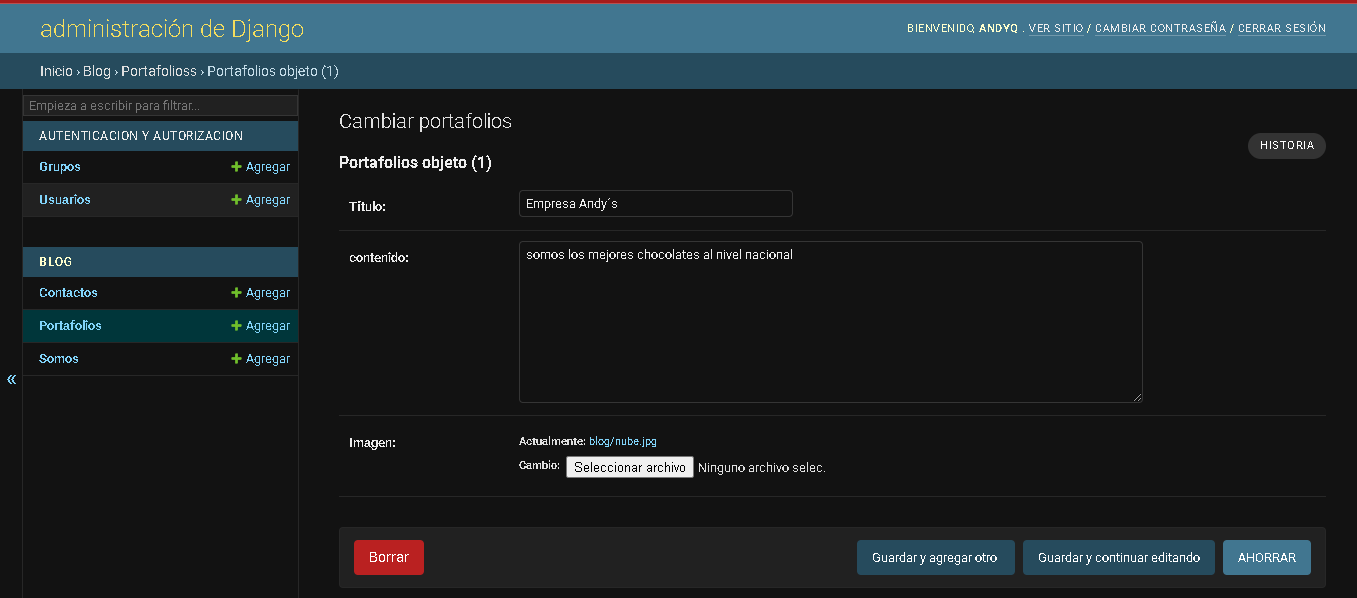 administración de Django
BIENVENIDO, ANDYQ . VER SITIO / CAMBIAR CONTRASEÑA / CERRAR SESIÓN
Inicio › Blog › Portafolioss › Portafolios objeto (1)
Empieza a escribir para filtrar...
AUTENTICACION Y AUTORIZACION
Grupos + Agregar
Usuarios + Agregar
BLOG
Contactos + Agregar
Portafolios + Agregar
Somos + Agregar
«
Cambiar portafolios
HISTORIA
Portafolios objeto (1)
Título: Empresa Andy´s
contenido: somos los mejores chocolates al nivel nacional
Imagen: Actualmente: blog/nube.jpg
Cambio: Seleccionar archivo Ninguno archivo selec.
Borrar Guardar y agregar otro Guardar y continuar editando AHORRAR